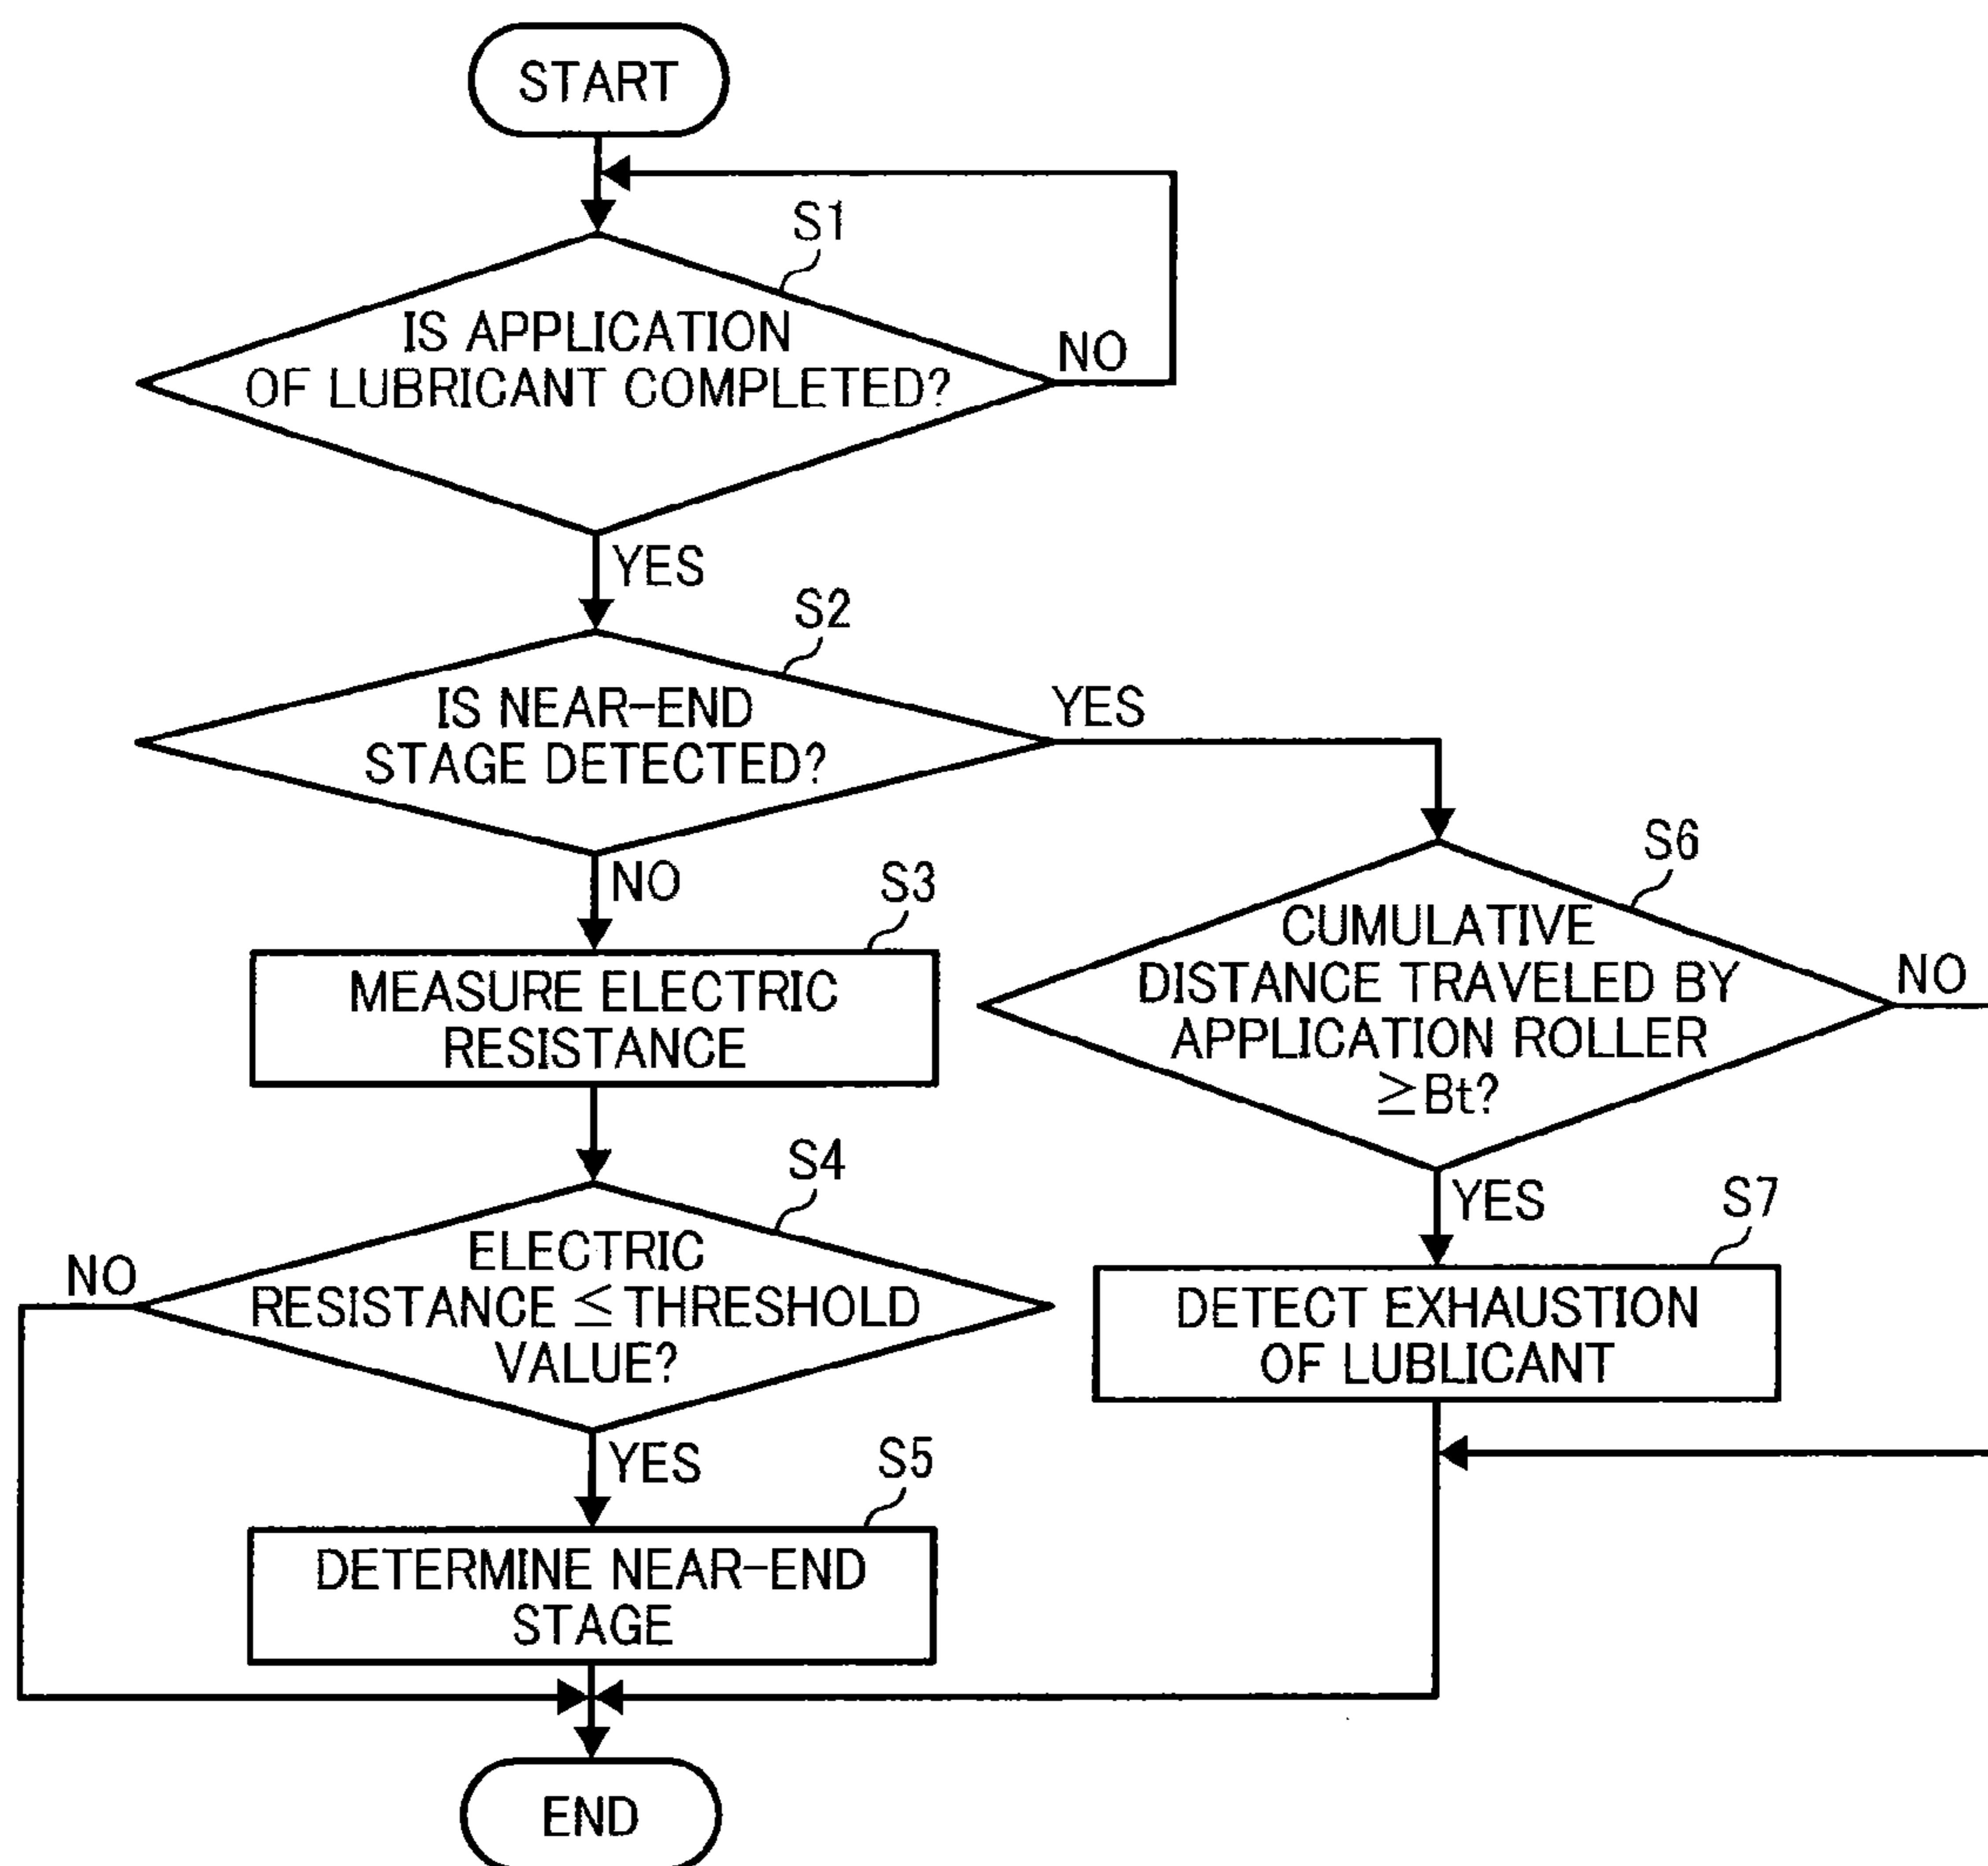 START
S1
IS APPLICATION
OF LUBRICANT COMPLETED?
NO
YES
S2
IS NEAR-END
STAGE DETECTED?
YES
NO
S3
MEASURE ELECTRIC
RESISTANCE
S4
ELECTRIC
RESISTANCE ≤ THRESHOLD
VALUE?
NO
YES
S5
DETERMINE NEAR-END
STAGE
S6
CUMULATIVE
DISTANCE TRAVELED BY
APPLICATION ROLLER
≥Bt?
NO
YES
S7
DETECT EXHAUSTION
OF LUBLICANT
END